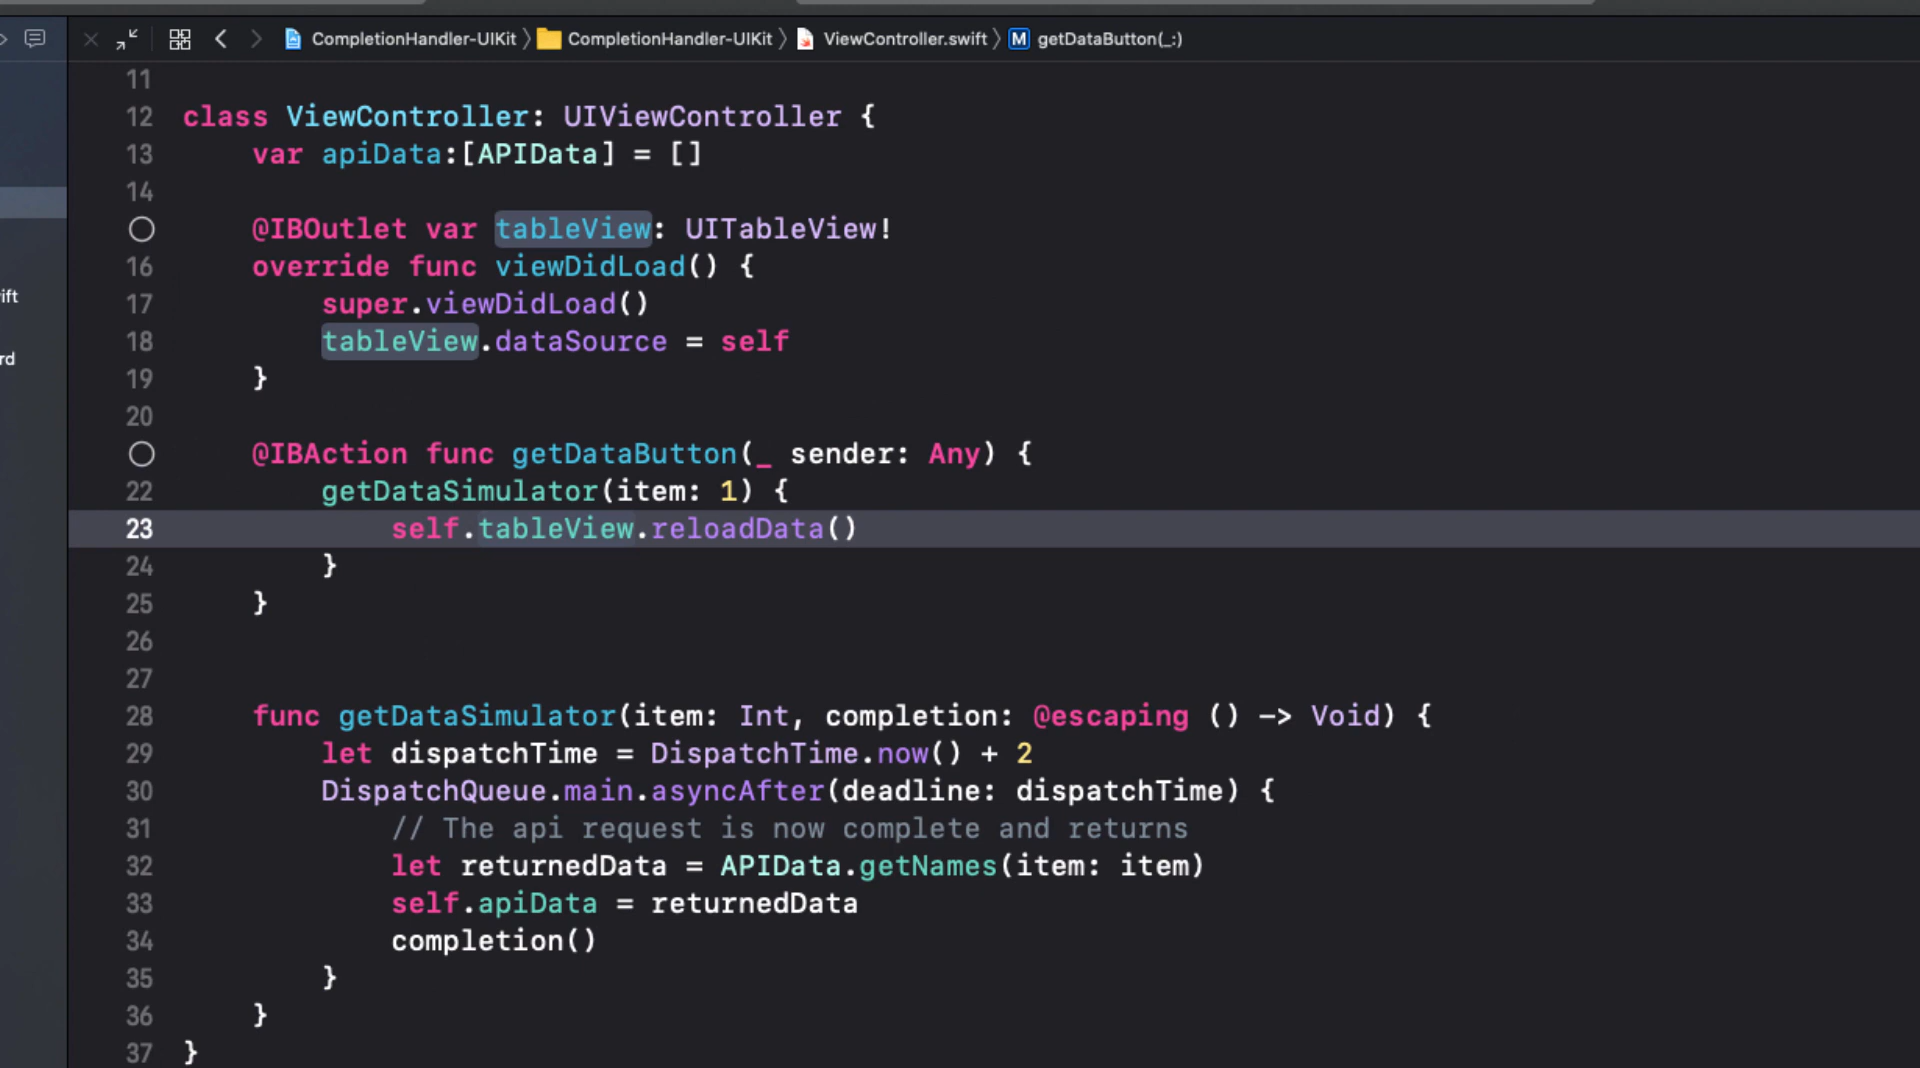 CompletionHandler-UIKit 〉 CompletionHandler-UIKit 〉 ViewController.swift 〉 M getDataButton(_:)
ift
rd
11
12 class ViewController: UIViewController {
13 var apiData:[APIData] = []
14
@IBOutlet var tableView: UITableView!
16 override func viewDidLoad() {
17 super.viewDidLoad()
18 tableView.dataSource = self
19 }
20
@IBAction func getDataButton(_ sender: Any) {
22 getDataSimulator(item: 1) {
23 self.tableView.reloadData()
24 }
25 }
26
27
28 func getDataSimulator(item: Int, completion: @escaping () -> Void) {
29 let dispatchTime = DispatchTime.now() + 2
30 DispatchQueue.main.asyncAfter(deadline: dispatchTime) {
31 // The api request is now complete and returns
32 let returnedData = APIData.getNames(item: item)
33 self.apiData = returnedData
34 completion()
35 }
36 }
37 }